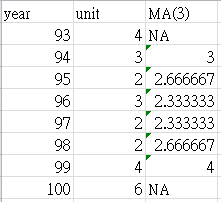 year unit MA(3)
93 4 NA
94 3 3
95 2 2.666667
96 3 2.333333
97 2 2.333333
98 2 2.666667
99 4 4
100 6 NA